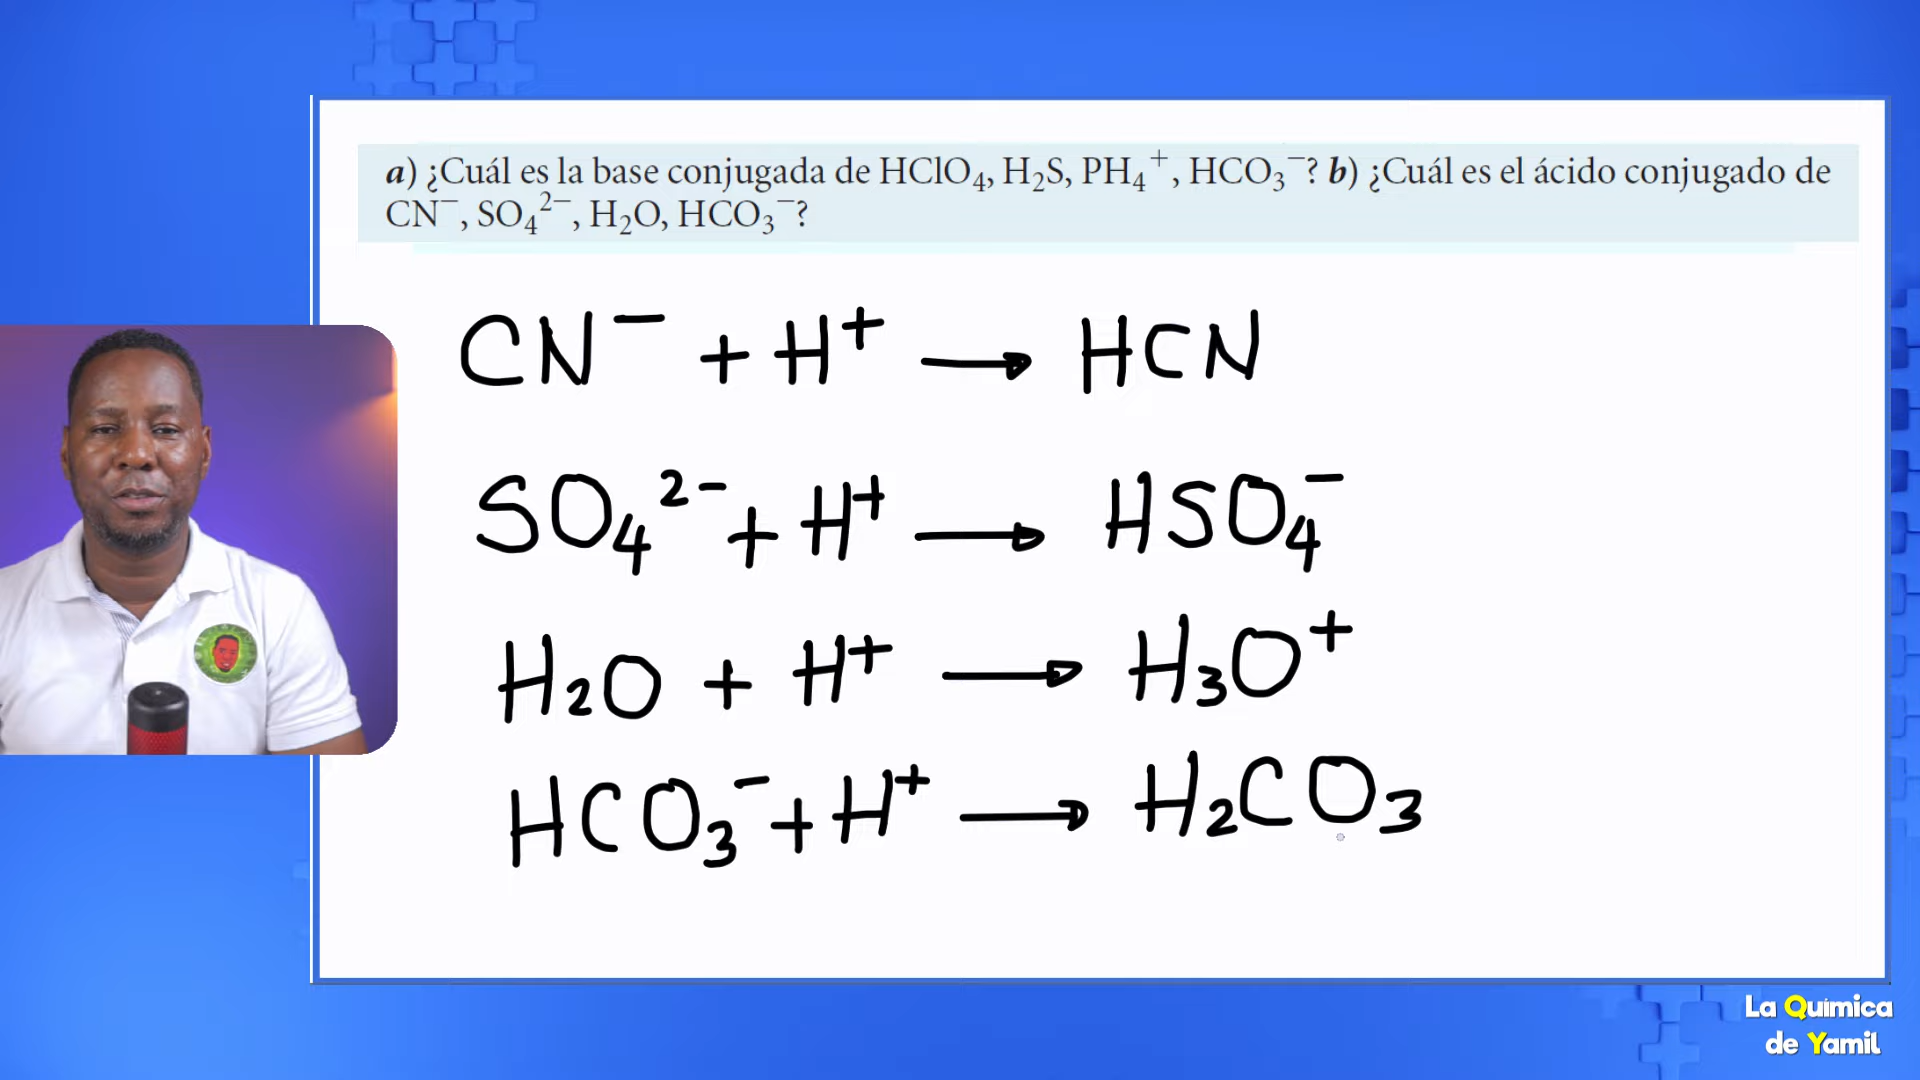 a) ¿Cuál es la base conjugada de HClO₄, H₂S, PH₄⁺, HCO₃⁻? b) ¿Cuál es el ácido conjugado de
CN⁻, SO₄²⁻, H₂O, HCO₃⁻?
CN⁻ + H⁺ → HCN
SO₄²⁻ + H⁺ → HSO₄⁻
H₂O + H⁺ → H₃O⁺
HCO₃⁻ + H⁺ → H₂CO₃
La Química
de Yamil